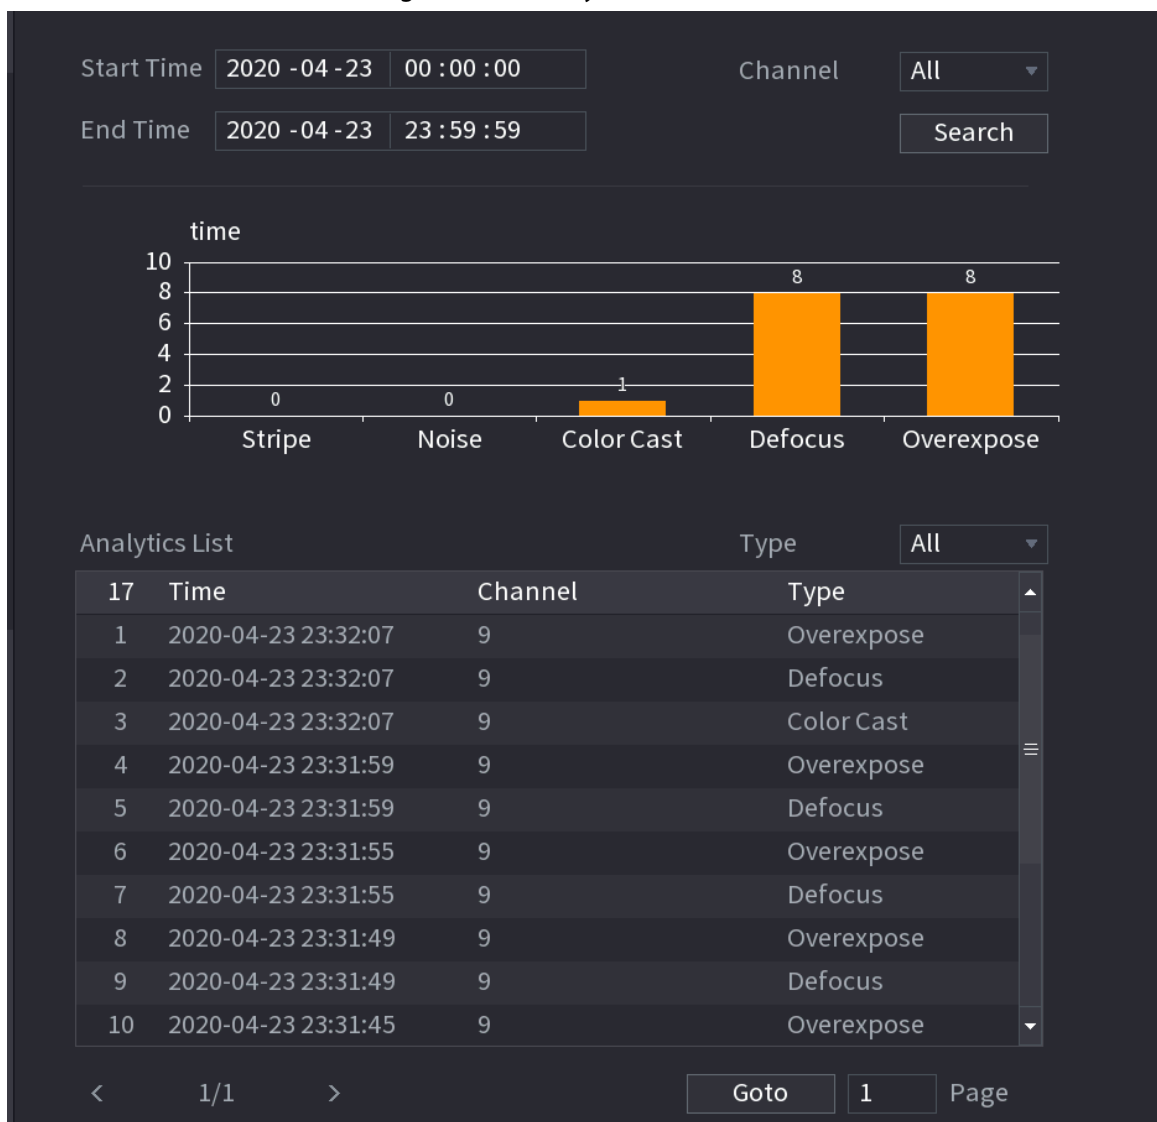 Start Time 2020 -04 -23 00 : 00 : 00 Channel All
End Time 2020 -04 -23 23 : 59 : 59 Search
time
10
8
6
4
2
0
0 0 1 8 8
Stripe Noise Color Cast Defocus Overexpose
Analytics List Type All
17 Time Channel Type
1 2020-04-23 23:32:07 9 Overexpose
2 2020-04-23 23:32:07 9 Defocus
3 2020-04-23 23:32:07 9 Color Cast
4 2020-04-23 23:31:59 9 Overexpose
5 2020-04-23 23:31:59 9 Defocus
6 2020-04-23 23:31:55 9 Overexpose
7 2020-04-23 23:31:55 9 Defocus
8 2020-04-23 23:31:49 9 Overexpose
9 2020-04-23 23:31:49 9 Defocus
10 2020-04-23 23:31:45 9 Overexpose
< 1/1 > Goto 1 Page